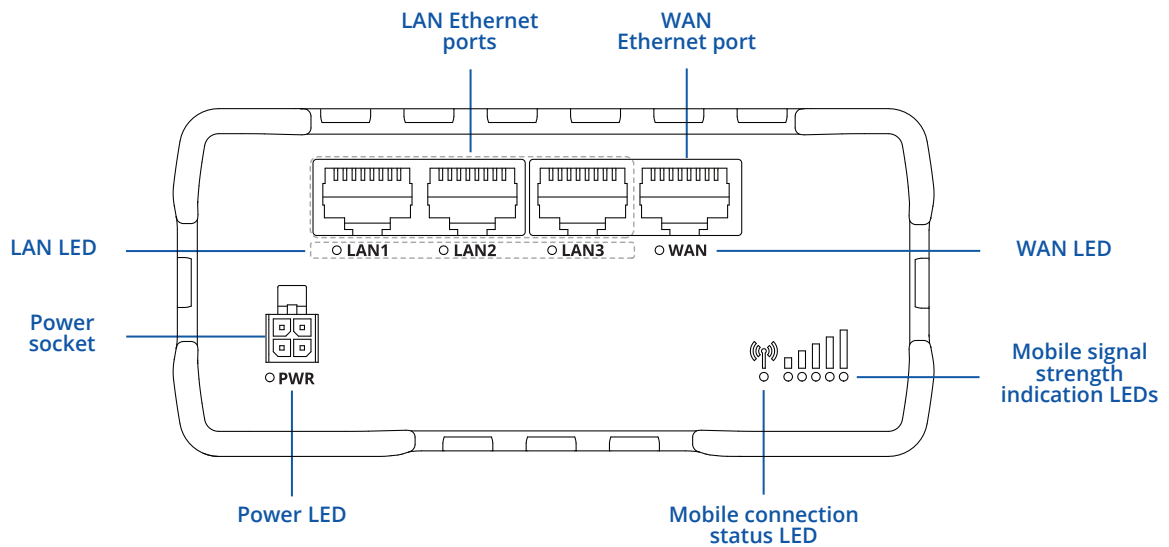 LAN Ethernet
ports
WAN
Ethernet port
LAN LED
LAN1
LAN2
LAN3
WAN
WAN LED
Power
socket
PWR
Mobile signal
strength
indication LEDs
Power LED
Mobile connection
status LED